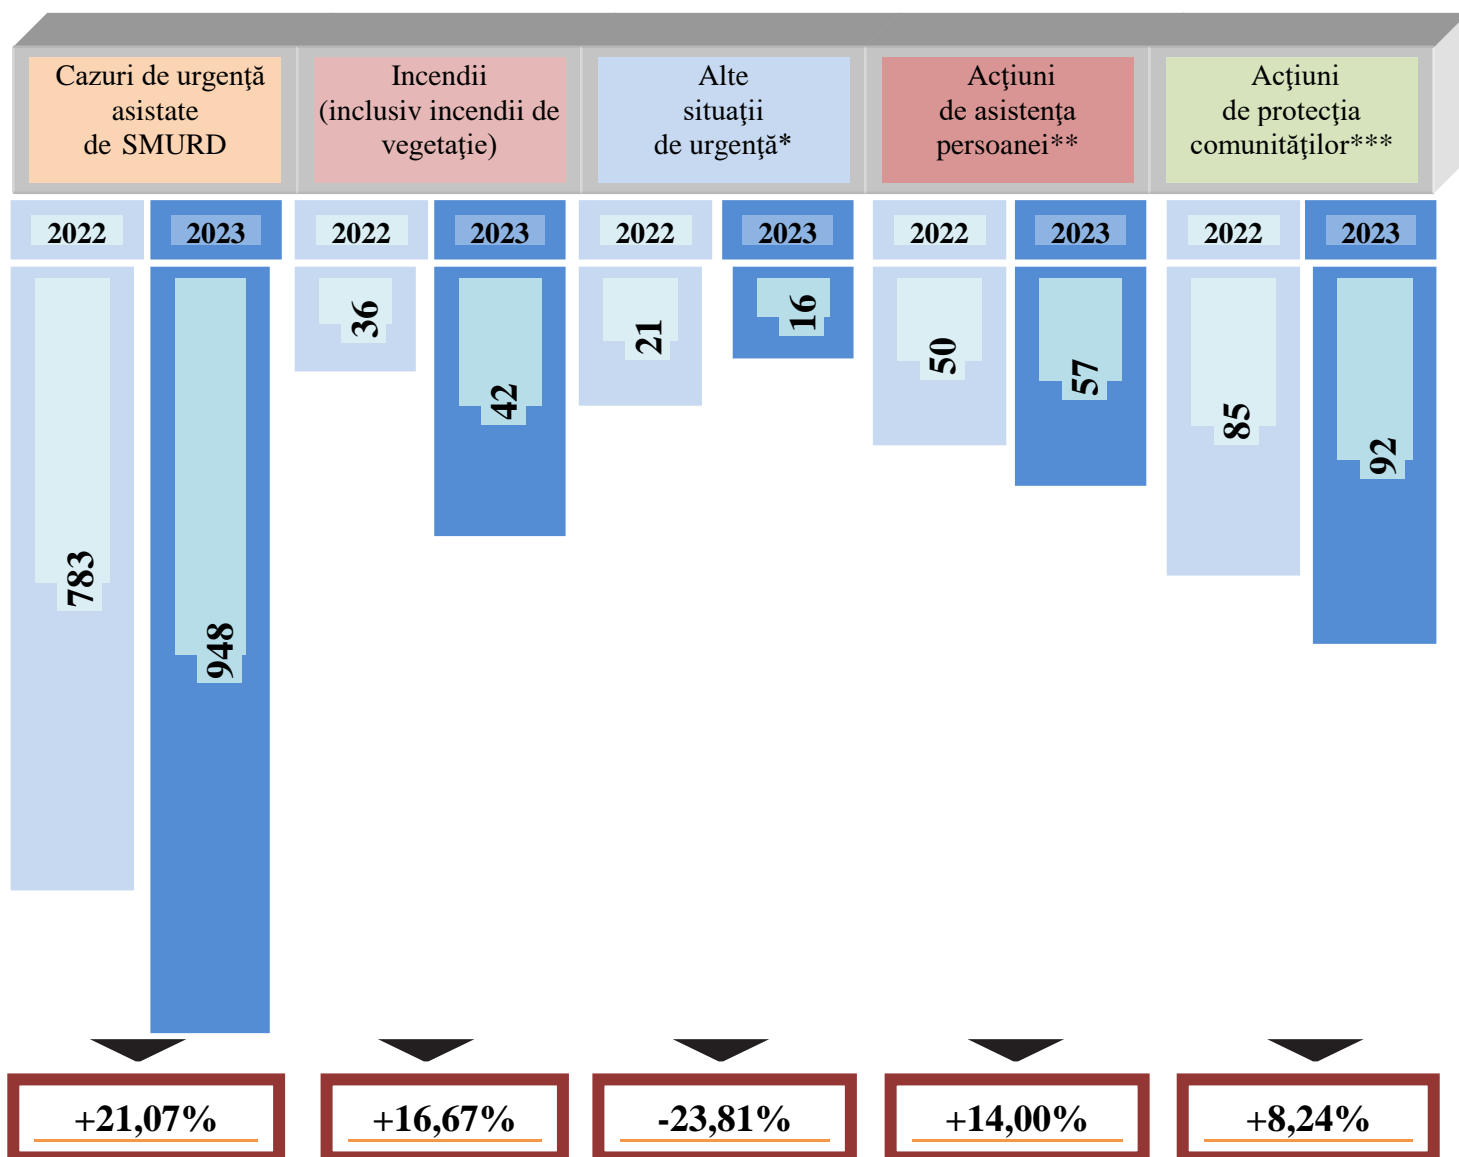 Cazuri de urgenţă
asistate
de SMURD
Incendii
(inclusiv incendii de
vegetaţie)
Alte
situaţii
de urgenţă*
Acţiuni
de asistenţa
persoanei**
Acţiuni
de protecţia
comunităţilor***
2022
2023
2022
2023
2022
2023
2022
2023
2022
2023
783
948
36
42
21
16
50
57
85
92
+21,07%
+16,67%
-23,81%
+14,00%
+8,24%